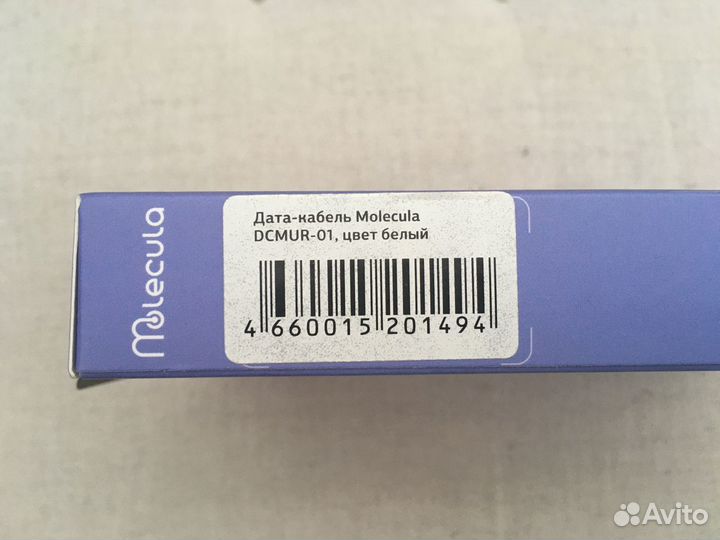 Molecula
Дата-кабель Molecula
DCMUR-01, цвет белый
4 660015 201494
Avito